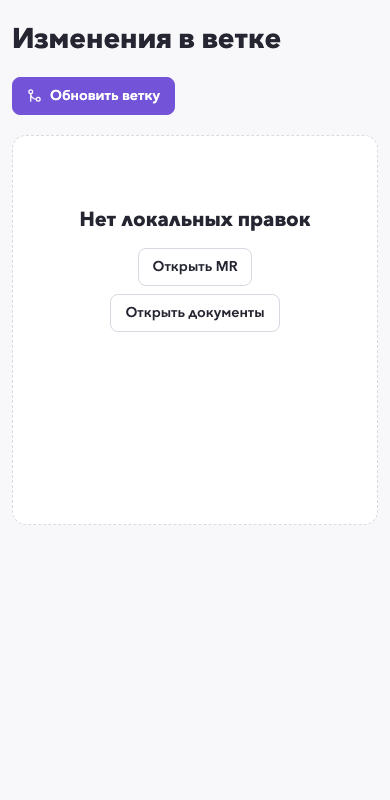 Изменения в ветке
Обновить ветку
Нет локальных правок
Открыть MR
Открыть документы